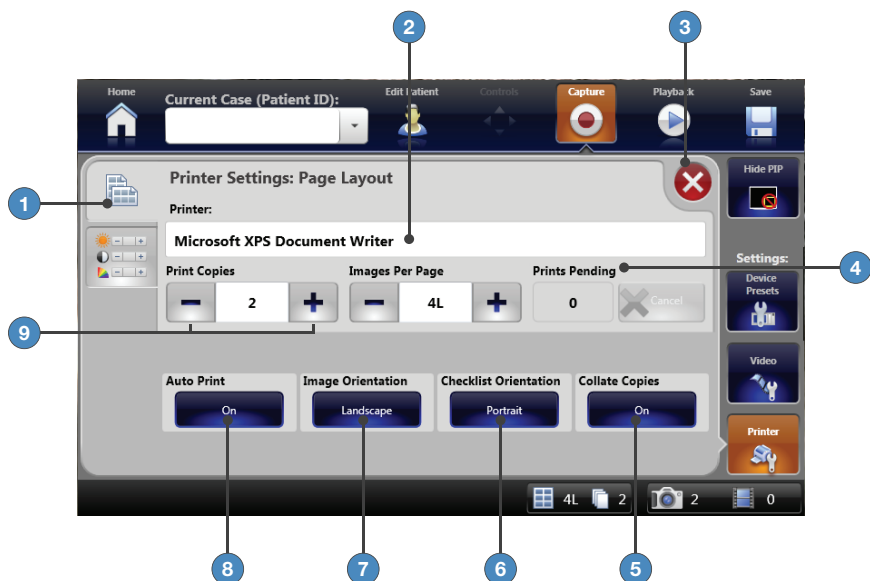 2
3
Home
Current Case (Patient ID):
Edit Patient
Controls
Capture
Playback
Save
1
Printer Settings: Page Layout
Hide PIP
Printer:
Microsoft XPS Document Writer
Settings:
4
Print Copies
Images Per Page
Prints Pending
Device
Presets
2
4L
0
Cancel
9
Video
Auto Print
Image Orientation
Checklist Orientation
Collate Copies
On
Landscape
Portrait
On
Printer
4L
2
2
0
8
7
6
5